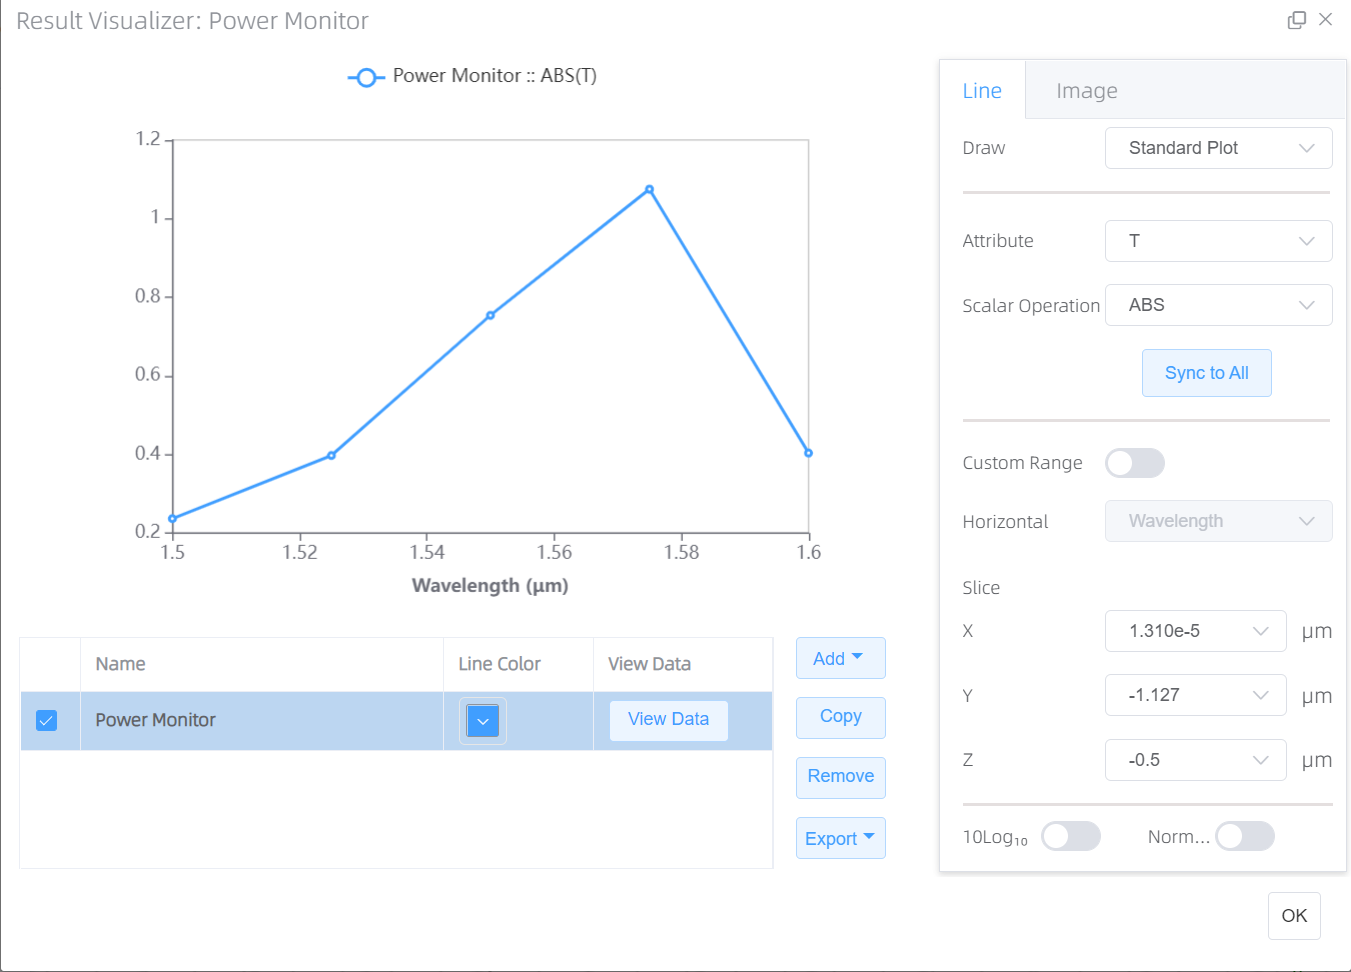 Result Visualizer: Power Monitor
Power Monitor :: ABS(T)
1.2
1
0.8
0.6
0.4
0.2
1.5 1.52 1.54 1.56 1.58 1.6
Wavelength (μm)
Name Line Color View Data
Power Monitor View Data
Add
Copy
Remove
Export
Line Image
Draw Standard Plot
Attribute T
Scalar Operation ABS
Sync to All
Custom Range
Horizontal Wavelength
Slice
X 1.310e-5 μm
Y -1.127 μm
Z -0.5 μm
10Log₁₀ Norm...
OK